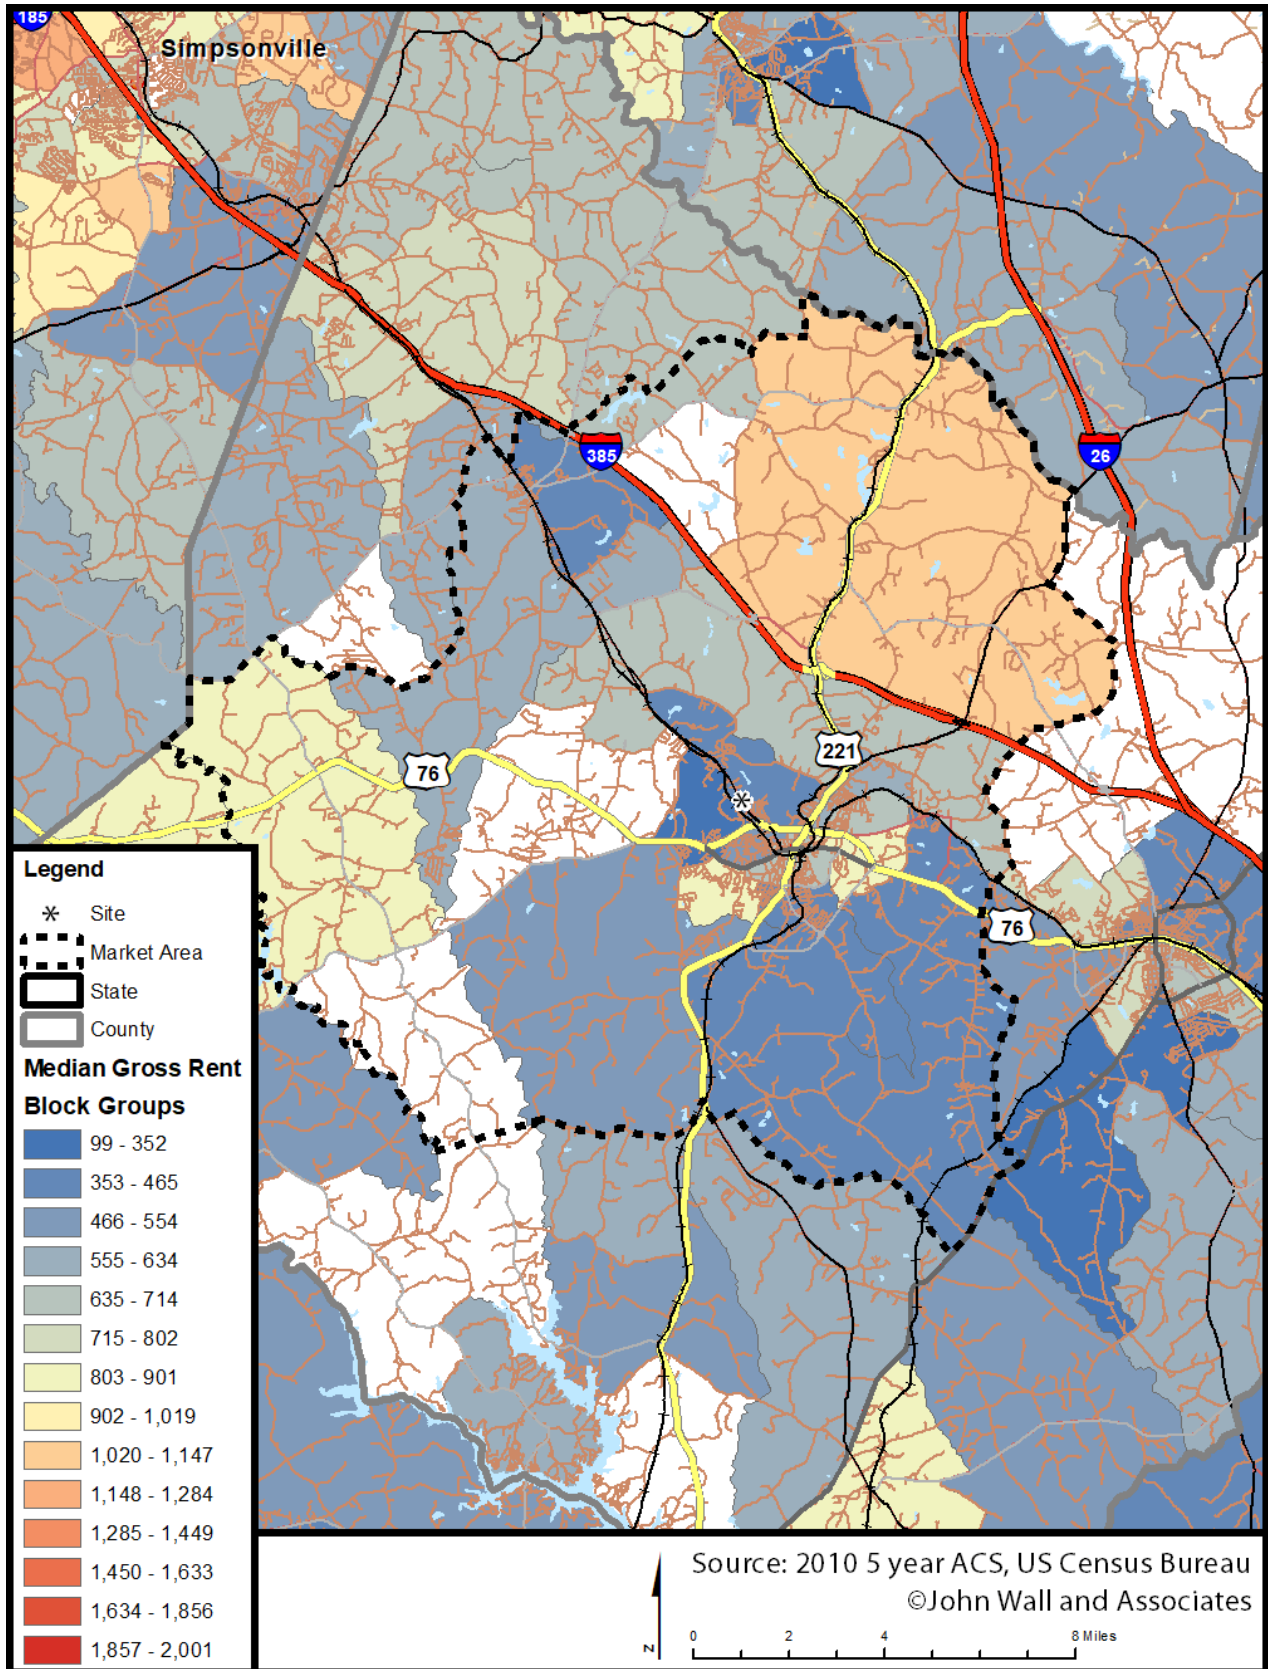 185
Simpsonville
385
26
221
76
76
Legend
Site
Market Area
State
County
Median Gross Rent
Block Groups
99 - 352
353 - 465
466 - 554
555 - 634
635 - 714
715 - 802
803 - 901
902 - 1,019
1,020 - 1,147
1,148 - 1,284
1,285 - 1,449
1,450 - 1,633
1,634 - 1,856
1,857 - 2,001
Source: 2010 5 year ACS, US Census Bureau
©John Wall and Associates
N
0 2 4 8 Miles